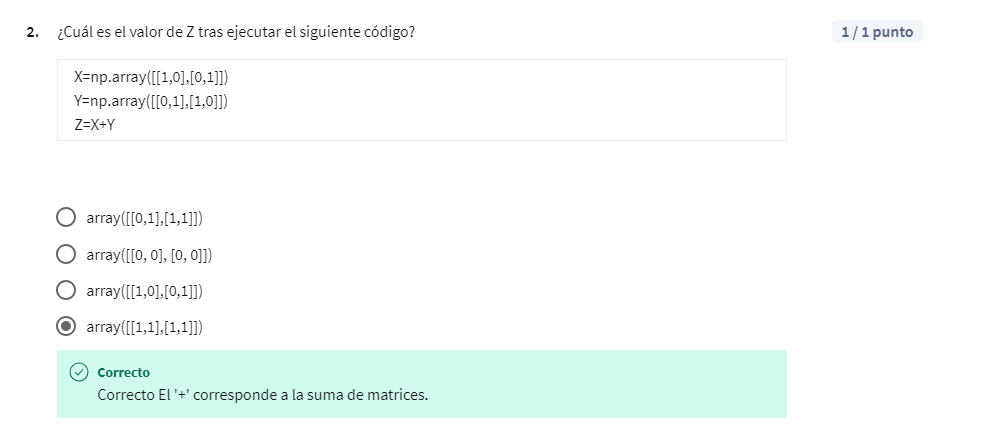 2. ¿Cuál es el valor de Z tras ejecutar el siguiente código?
1 / 1 punto
X=np.array([[1,0],[0,1]])
Y=np.array([[0,1],[1,0]])
Z=X+Y
array([[0,1],[1,1]])
array([[0, 0], [0, 0]])
array([[1,0],[0,1]])
array([[1,1],[1,1]])
Correcto
Correcto El '+' corresponde a la suma de matrices.